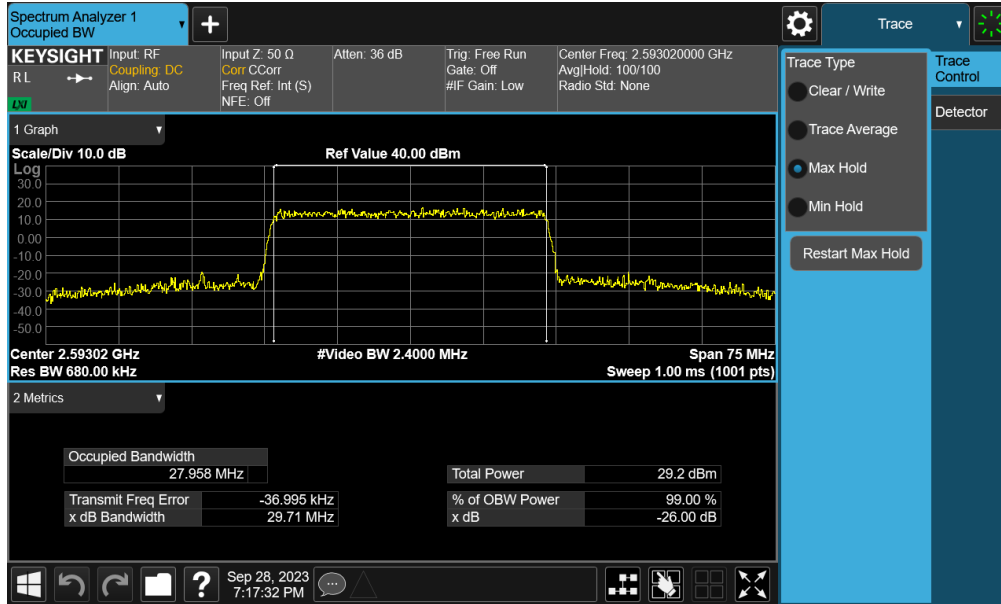 Spectrum Analyzer 1
Occupied BW
+
Trace
KEYSIGHT
R L
LXI
Input: RF
Coupling: DC
Align: Auto
Input Z: 50 Ω
Corr CCorr
Freq Ref: Int (S)
NFE: Off
Atten: 36 dB
Trig: Free Run
Gate: Off
#IF Gain: Low
Center Freq: 2.593020000 GHz
Avg|Hold: 100/100
Radio Std: None
Trace Type
Clear / Write
Trace Average
Max Hold
Min Hold
Restart Max Hold
Trace
Control
Detector
1 Graph
Scale/Div 10.0 dB
Ref Value 40.00 dBm
Log
30.0
20.0
10.0
0.00
-10.0
-20.0
-30.0
-40.0
-50.0
Center 2.59302 GHz
#Video BW 2.4000 MHz
Span 75 MHz
Res BW 680.00 kHz
Sweep 1.00 ms (1001 pts)
2 Metrics
Occupied Bandwidth
27.958 MHz
Total Power 29.2 dBm
Transmit Freq Error -36.995 kHz
% of OBW Power 99.00 %
x dB Bandwidth 29.71 MHz
x dB -26.00 dB
?
Sep 28, 2023
7:17:32 PM